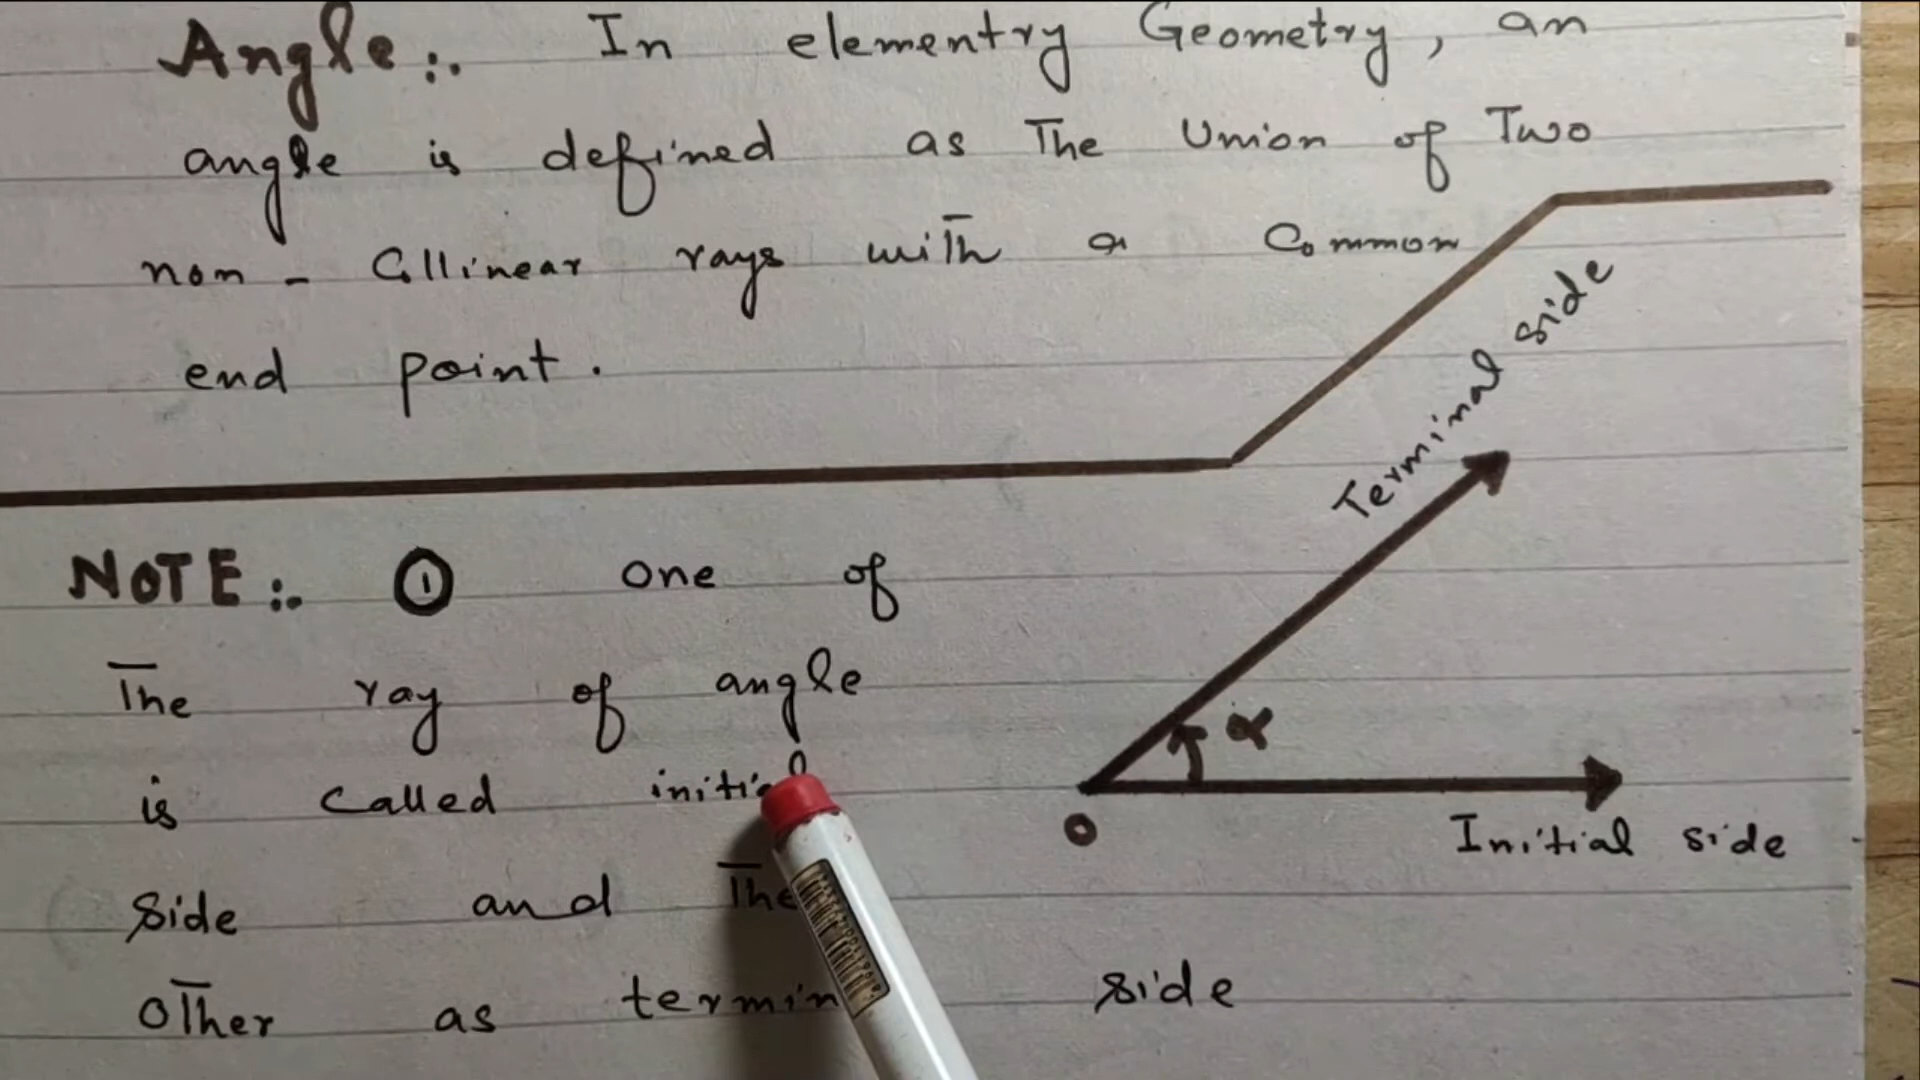 Angle:. In elementry Geometry, an
angle is defined as The Union of Two
non - Collinear rays with a Common
end point.
Terminal side
NOTE:. ① one of
The ray of angle
is called initial
side and The
other as side
α
O
Initial side